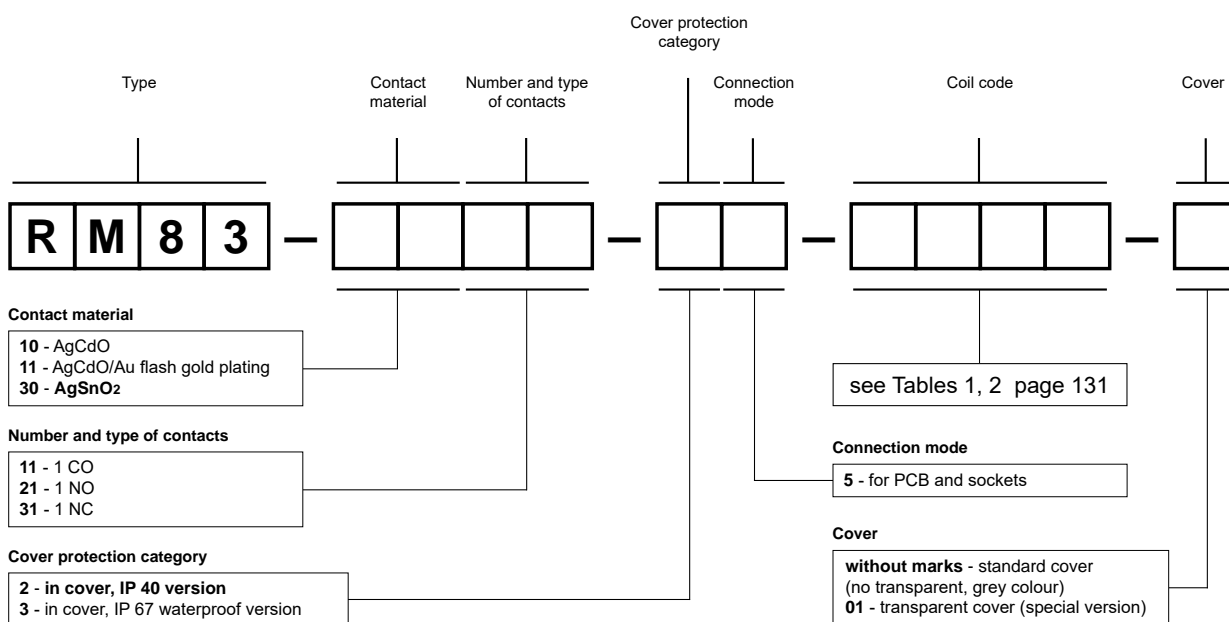 Cover protection
category
Type
Contact
material
Number and type
of contacts
Connection
mode
Coil code
Cover
R M 8 3 – – – –
Contact material
10 - AgCdO
11 - AgCdO/Au flash gold plating
30 - AgSnO2
see Tables 1, 2 page 131
Number and type of contacts
11 - 1 CO
21 - 1 NO
31 - 1 NC
Connection mode
5 - for PCB and sockets
Cover protection category
2 - in cover, IP 40 version
3 - in cover, IP 67 waterproof version
Cover
without marks - standard cover
(no transparent, grey colour)
01 - transparent cover (special version)